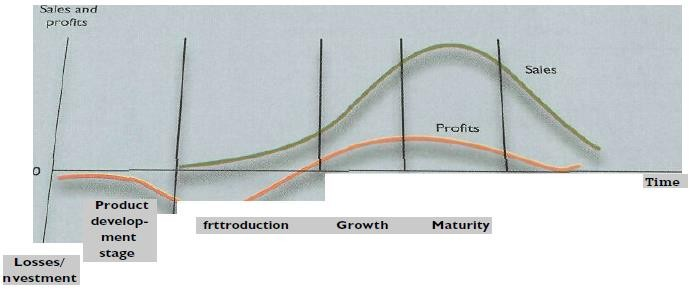 Sales and
profits
Sales
Profits
0
Time
Product
develop-
ment
stage
frttroduction
Growth
Maturity
Losses/
nvestment